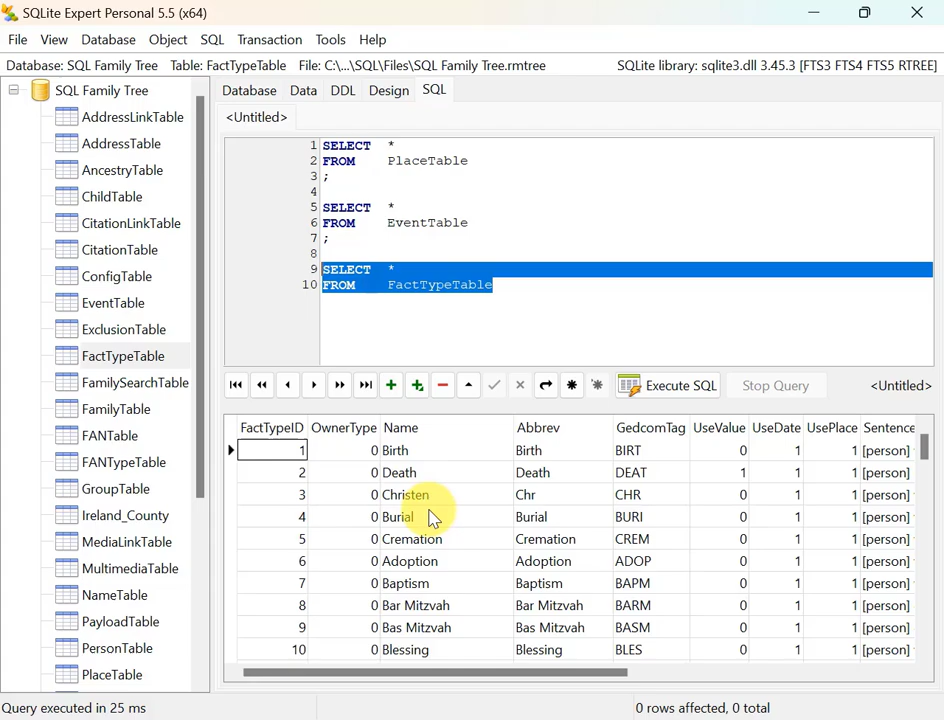 SQLite Expert Personal 5.5 (x64)
File View Database Object SQL Transaction Tools Help
Database: SQL Family Tree Table: FactTypeTable File: C:\...\SQL\Files\SQL Family Tree.rmtree SQLite library: sqlite3.dll 3.45.3 [FTS3 FTS4 FTS5 RTREE]
SQL Family Tree
AddressLinkTable
AddressTable
AncestryTable
ChildTable
CitationLinkTable
CitationTable
ConfigTable
EventTable
ExclusionTable
FactTypeTable
FamilySearchTable
FamilyTable
FANTable
FANTypeTable
GroupTable
Ireland_County
MediaLinkTable
MultimediaTable
NameTable
PayloadTable
PersonTable
PlaceTable
Database Data DDL Design SQL
<Untitled>
1 SELECT *
2 FROM PlaceTable
3 ;
4
5 SELECT *
6 FROM EventTable
7 ;
8
9 SELECT *
10 FROM FactTypeTable
Execute SQL Stop Query <Untitled>
FactTypeID OwnerType Name Abbrev GedcomTag UseValue UseDate UsePlace Sentence
1 0 Birth Birth BIRT 0 1 1 [person]
2 0 Death Death DEAT 1 1 1 [person]
3 0 Christen Chr CHR 0 1 1 [person]
4 0 Burial Burial BURI 0 1 1 [person]
5 0 Cremation Cremation CREM 0 1 1 [person]
6 0 Adoption Adoption ADOP 0 1 1 [person]
7 0 Baptism Baptism BAPM 0 1 1 [person]
8 0 Bar Mitzvah Bar Mitzvah BARM 0 1 1 [person]
9 0 Bas Mitzvah Bas Mitzvah BASM 0 1 1 [person]
10 0 Blessing Blessing BLES 0 1 1 [person]
Query executed in 25 ms 0 rows affected, 0 total